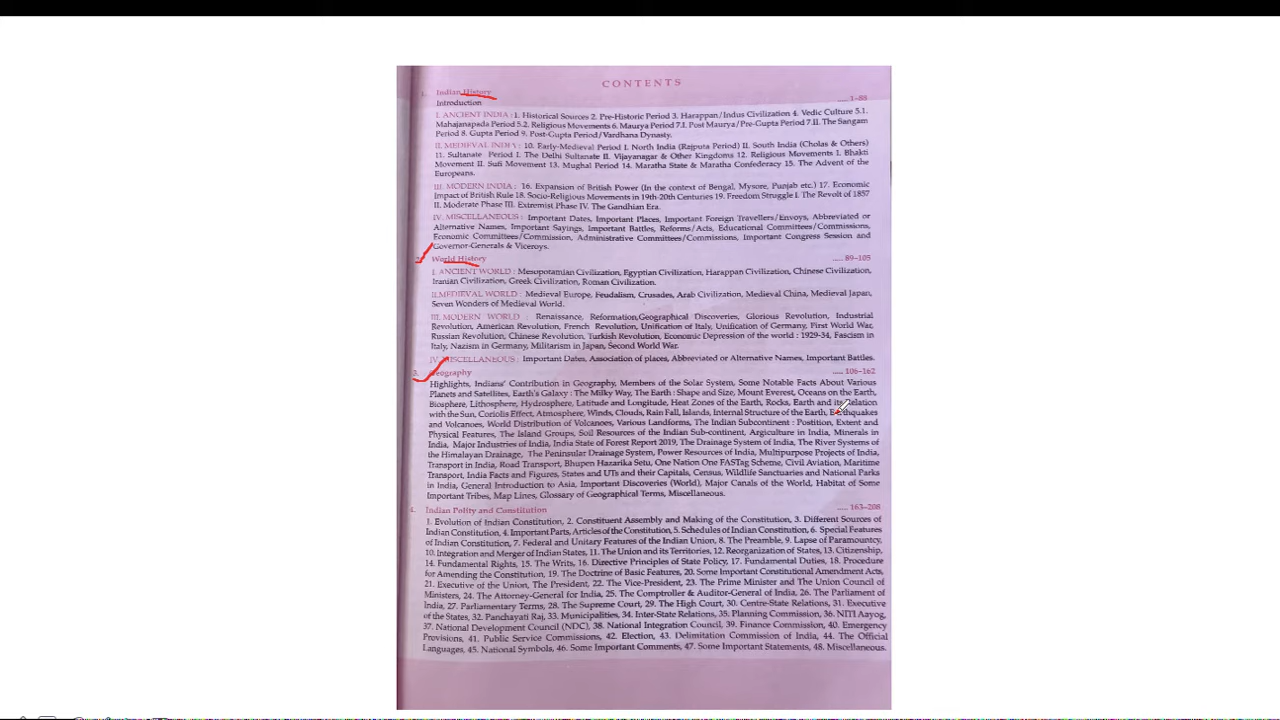 CONTENTS
1. Indian History
..... 1-88
Introduction
I. ANCIENT INDIA : 1. Historical Sources 2. Pre-Historic Period 3. Harappan/Indus Civilization 4. Vedic Culture 5.1.
Mahajanapada Period 5.2. Religious Movements 6. Maurya Period 7.I. Post Maurya/Pre-Gupta Period 7 II. The Sangam
Period 8. Gupta Period 9. Post-Gupta Period/Vardhana Dynasty.
II. MEDIEVAL INDIA : 10. Early-Medieval Period I. North India (Rajputa Period) II. South India (Cholas & Others)
11. Sultanate Period I. The Delhi Sultanate II. Vijayanagar & Other Kingdoms 12. Religious Movements I. Bhakti
Movement II. Sufi Movement 13. Mughal Period 14. Maratha State & Maratha Confederacy 15. The Advent of the
Europeans.
III. MODERN INDIA : 16. Expansion of British Power (In the context of Bengal, Mysore, Punjab etc.) 17. Economic
Impact of British Rule 18. Socio-Religious Movements in 19th-20th Centuries 19. Freedom Struggle I. The Revolt of 1857
II. Moderate Phase III. Extremist Phase IV. The Gandhian Era.
IV. MISCELLANEOUS : Important Dates, Important Places, Important Foreign Travellers/Envoys, Abbreviated or
Alternative Names, Important Sayings, Important Battles, Reforms/Acts, Educational Committees/Commissions,
Economic Committees/Commission, Administrative Committees/Commissions, Important Congress Session and
Governor-Generals & Viceroys.
2. World History ..... 89-105
I. ANCIENT WORLD : Mesopotamian Civilization, Egyptian Civilization, Harappan Civilization, Chinese Civilization,
Iranian Civilization, Greek Civilization, Roman Civilization.
II.MEDIEVAL WORLD : Medieval Europe, Feudalism, Crusades, Arab Civilization, Medieval China, Medieval Japan,
Seven Wonders of Medieval World.
III. MODERN WORLD : Renaissance, Reformation,Geographical Discoveries, Glorious Revolution, Industrial
Revolution, American Revolution, French Revolution, Unification of Italy, Unification of Germany, First World War,
Russian Revolution, Chinese Revolution, Turkish Revolution, Economic Depression of the world : 1929-34, Fascism in
Italy, Nazism in Germany, Militarism in Japan, Second World War.
IV. MISCELLANEOUS : Important Dates, Association of places, Abbreviated or Alternative Names, Important Battles.
3. Geography ..... 106-162
Highlights, Indians' Contribution in Geography, Members of the Solar System, Some Notable Facts About Various
Planets and Satellites, Earth's Galaxy : The Milky Way, The Earth : Shape and Size, Mount Everest, Oceans on the Earth,
Biosphere, Lithosphere, Hydrosphere, Latitude and Longitude, Heat Zones of the Earth, Rocks, Earth and its Relation
with the Sun, Coriolis Effect, Atmosphere, Winds, Clouds, Rain Fall, Islands, Internal Structure of the Earth, Earthquakes
and Volcanoes, World Distribution of Volcanoes, Various Landforms, The Indian Subcontinent : Postition, Extent and
Physical Features, The Island Groups, Soil Resources of the Indian Sub-continent, Argiculture in India, Minerals in
India, Major Industries of India, India State of Forest Report 2019, The Drainage System of India, The River Systems of
the Himalayan Drainage, The Peninsular Drainage System, Power Resources of India, Multipurpose Projects of India,
Transport in India, Road Transport, Bhupen Hazarika Setu, One Nation One FASTag Scheme, Civil Aviation, Maritime
Transport, India Facts and Figures, States and UTs and their Capitals, Census, Wildlife Sanctuaries and National Parks
in India, General Introduction to Asia, Important Discoveries (World), Major Canals of the World, Habitat of Some
Important Tribes, Map Lines, Glossary of Geographical Terms, Miscellaneous.
4. Indian Polity and Constitution ..... 163-208
1. Evolution of Indian Constitution, 2. Constituent Assembly and Making of the Constitution, 3. Different Sources of
Indian Constitution, 4. Important Parts, Articles of the Constitution, 5. Schedules of Indian Constitution, 6. Special Features
of Indian Constitution, 7. Federal and Unitary Features of the Indian Union, 8. The Preamble, 9. Lapse of Paramountcy,
10. Integration and Merger of Indian States, 11. The Union and its Territories, 12. Reorganization of States, 13. Citizenship,
14. Fundamental Rights, 15. The Writs, 16. Directive Principles of State Policy, 17. Fundamental Duties, 18. Procedure
for Amending the Constitution, 19. The Doctrine of Basic Features, 20. Some Important Constitutional Amendment Acts,
21. Executive of the Union, The President, 22. The Vice-President, 23. The Prime Minister and The Union Council of
Ministers, 24. The Attorney-General for India, 25. The Comptroller & Auditor-General of India, 26. The Parliament of
India, 27. Parliamentary Terms, 28. The Supreme Court, 29. The High Court, 30. Centre-State Relations, 31. Executive
of the States, 32. Panchayati Raj, 33. Municipalities, 34. Inter-State Relations, 35. Planning Commission, 36. NITI Aayog,
37. National Development Council (NDC), 38. National Integration Council, 39. Finance Commission, 40. Emergency
Provisions, 41. Public Service Commissions, 42. Election, 43. Delimitation Commission of India, 44. The Official
Languages, 45. National Symbols, 46. Some Important Comments, 47. Some Important Statements, 48. Miscellaneous.